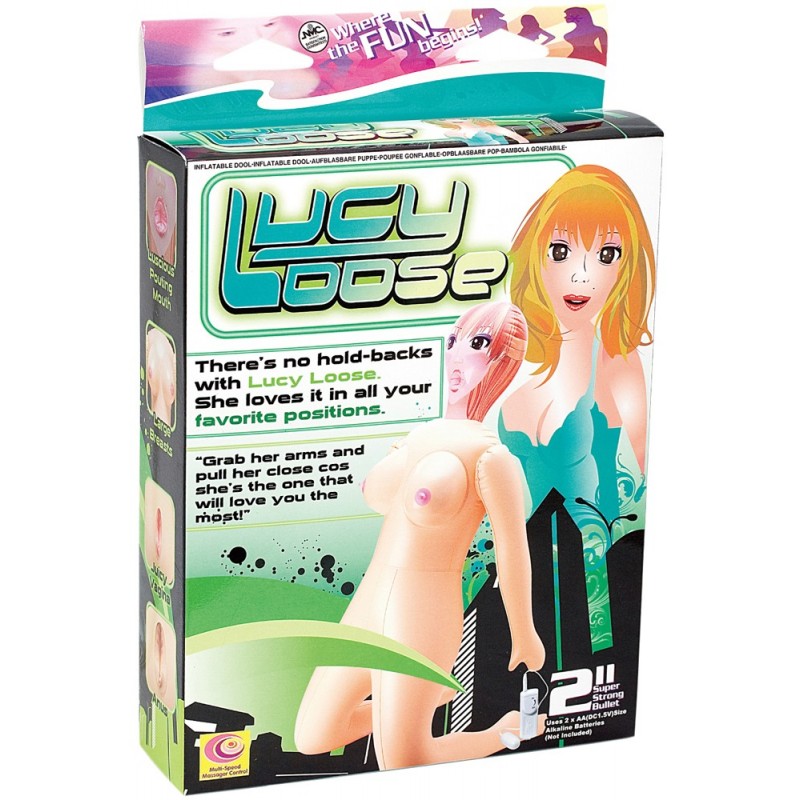 Where
the FUN
begins!
NMC
INFLATABLE DOOL-INFLATABLE DOOL-AUFBLASBARE PUPPE-POUPEE GONFLABLE-OPBLAASBARE POP-BAMBOLA GONFIABILE-
Lucy
Loose
There's no hold-backs
with Lucy Loose.
She loves it in all your
favorite positions.
"Grab her arms and
pull her close cos
she's the one that
will love you the
most!"
2"
Super
Strong
Bullet
Uses 2 x AA(DC1.5V)Size
Alkaline Batteries
(Not Included)
Luscious
Pouting
Mouth
Large
Breasts
Juicy
Vagina
Multi-Speed
Massager Control